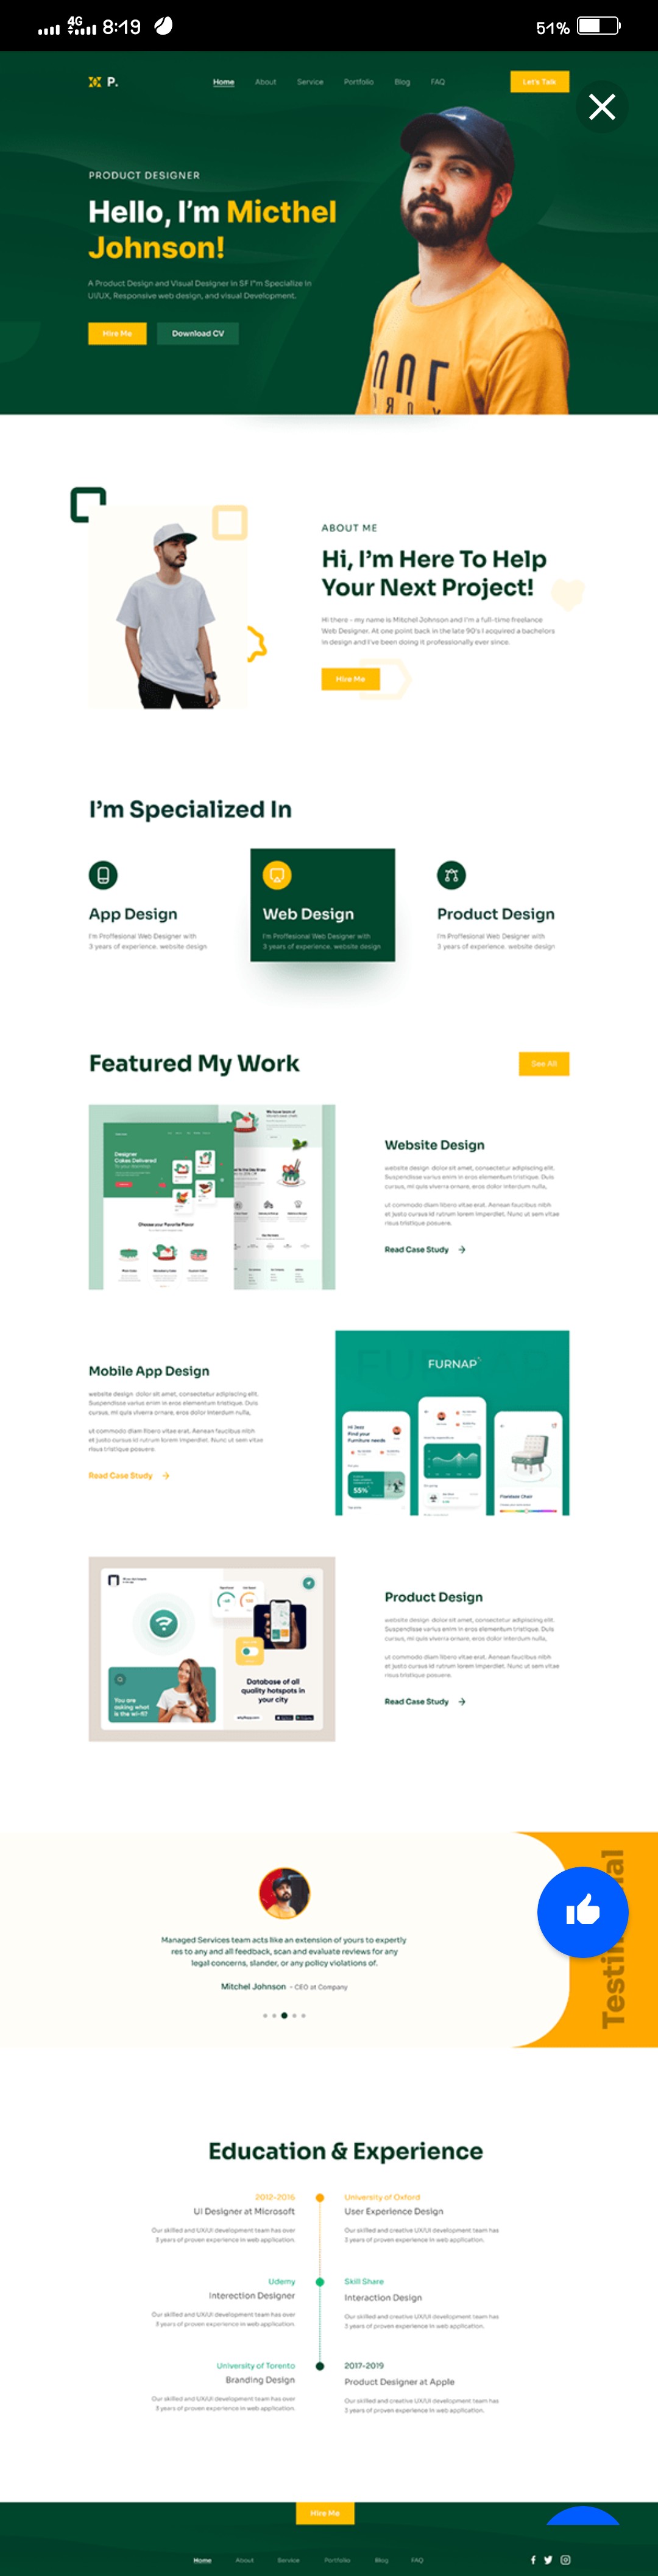 4G 8:19 51%
P. Home About Service Portfolio Blog FAQ Let's Talk
PRODUCT DESIGNER
Hello, I'm Micthel
Johnson!
A Product Designer and Visual Designer in SF I'm Specialize in
UI/UX, Responsive web design, and visual Development.
Hire Me Download CV
ABOUT ME
Hi, I'm Here To Help
Your Next Project!
Hi there - my name is Mitchel Johnson and I'm a full-time freelance
Web Designer. At one point back in the late 90's I acquired a bachelors
in design and I've been doing it professionally ever since.
Hire Me
I'm Specialized In
App Design
I'm Proffesional Web Designer with
3 years of experience. website design
Web Design
I'm Proffesional Web Designer with
3 years of experience. website design
Product Design
I'm Proffesional Web Designer with
3 years of experience. website design
Featured My Work
See All
Designer
Cakes Delivered
Choose your Favorite Flavor
Website Design
website design dolor sit amet, consectetur adipiscing elit.
Suspendisse varius enim in eros elementum tristique. Duis
cursus, mi quis viverra ornare, eros dolor interdum nulla,
ut commodo diam libero vitae erat. Aenean faucibus nibh
et justo cursus id rutrum lorem imperdiet. Nunc ut sem vitae
risus tristique posuere.
Read Case Study
Mobile App Design
website design dolor sit amet, consectetur adipiscing elit.
Suspendisse varius enim in eros elementum tristique. Duis
cursus, mi quis viverra ornare, eros dolor interdum nulla,
ut commodo diam libero vitae erat. Aenean faucibus nibh
et justo cursus id rutrum lorem imperdiet. Nunc ut sem vitae
risus tristique posuere.
Read Case Study
FURNAP
Hi Jess
Find your
Furniture needs
55%
You are
asking what
is the wi-fi?
Database of all
quality hotspots in
your city
Product Design
website design dolor sit amet, consectetur adipiscing elit.
Suspendisse varius enim in eros elementum tristique. Duis
cursus, mi quis viverra ornare, eros dolor interdum nulla,
ut commodo diam libero vitae erat. Aenean faucibus nibh
et justo cursus id rutrum lorem imperdiet. Nunc ut sem vitae
risus tristique posuere.
Read Case Study
Managed Services team acts like an extension of yours to expertly
res to any and all feedback, scan and evaluate reviews for any
legal concerns, slander, or any policy violations of.
Mitchel Johnson - CEO at Company
Education & Experience
2012-2016
UI Designer at Microsoft
Our skilled and UX/UI development team has over
3 years of proven experience in web application.
University of Oxford
User Experience Design
Our skilled and creative UX/UI development team has
3 years of proven experience in web application.
Udemy
Interection Designer
Our skilled and UX/UI development team has over
3 years of proven experience in web application.
Skill Share
Interaction Design
Our skilled and creative UX/UI development team has
3 years of proven experience in web application.
University of Torento
Branding Design
Our skilled and UX/UI development team has over
3 years of proven experience in web application.
2017-2019
Product Designer at Apple
Our skilled and creative UX/UI development team has
3 years of proven experience in web application.
Hire Me
Home About Service Portfolio Blog FAQ